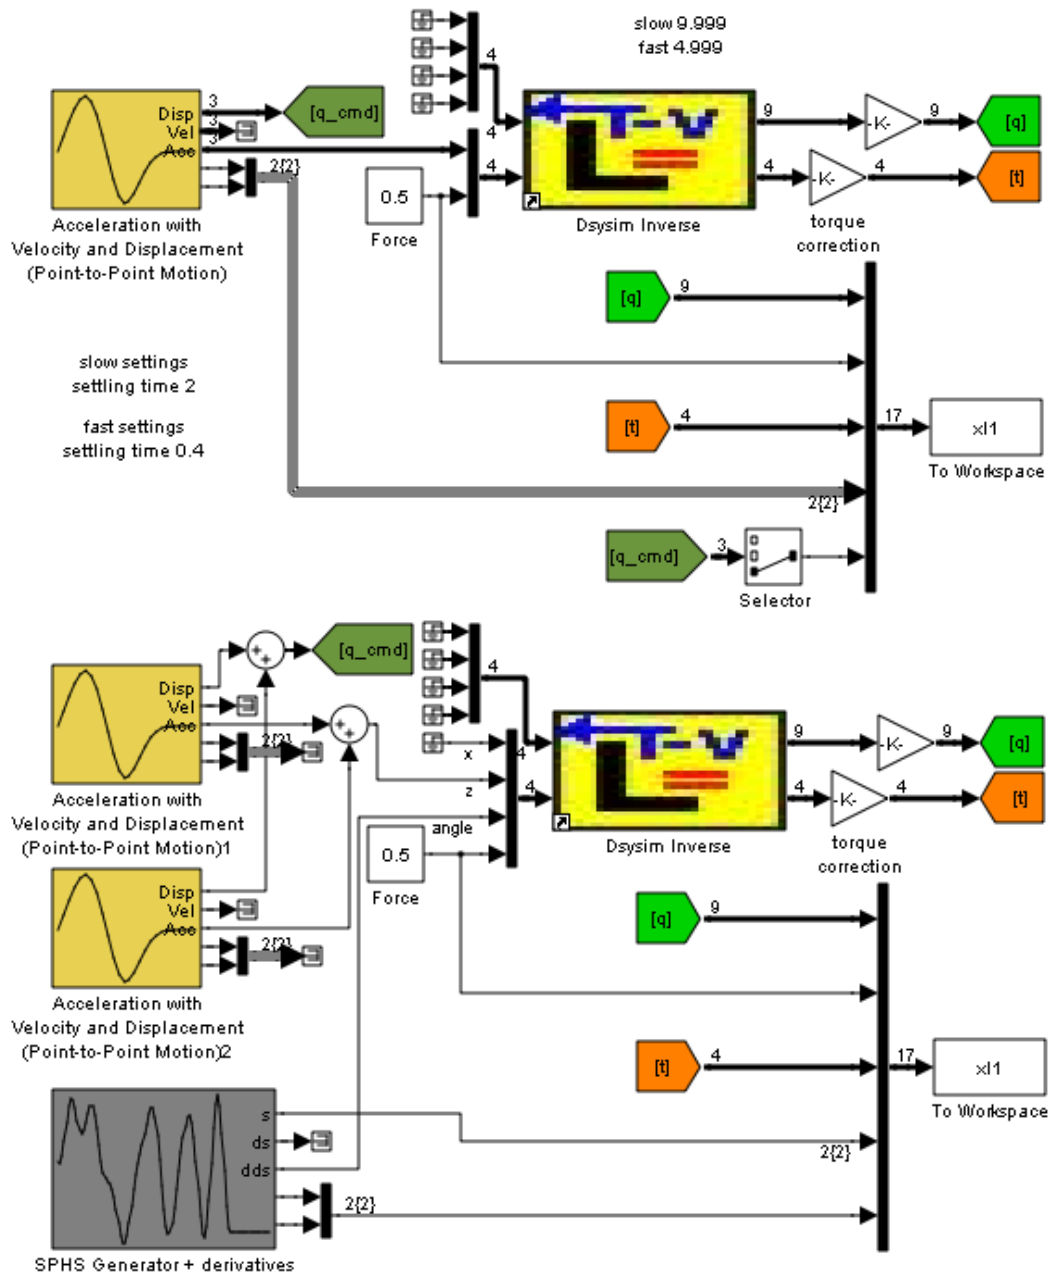 slow 9.999
fast 4.999
4
Disp
3
[q_cmd]
Vel
3
Acc
3
2{2}
4
4
T-V
9
-K-
9
[q]
4
-K-
4
[t]
0.5
Force
Dsysim Inverse
torque
correction
Acceleration with
Velocity and Displacement
(Point-to-Point Motion)
[q]
9
slow settings
settling time 2
fast settings
settling time 0.4
[t]
4
17
xl1
To Workspace
2{2}
[q_cmd]
3
Selector
[q_cmd]
4
Disp
Vel
Acc
2{2}
x
z
angle
4
4
T-V
9
-K-
9
[q]
4
-K-
4
[t]
Acceleration with
Velocity and Displacement
(Point-to-Point Motion)1
0.5
Force
Dsysim Inverse
torque
correction
Disp
Vel
Acc
2{2}
[q]
9
Acceleration with
Velocity and Displacement
(Point-to-Point Motion)2
[t]
4
17
xl1
To Workspace
s
ds
dds
2{2}
2{2}
SPHS Generator + derivatives